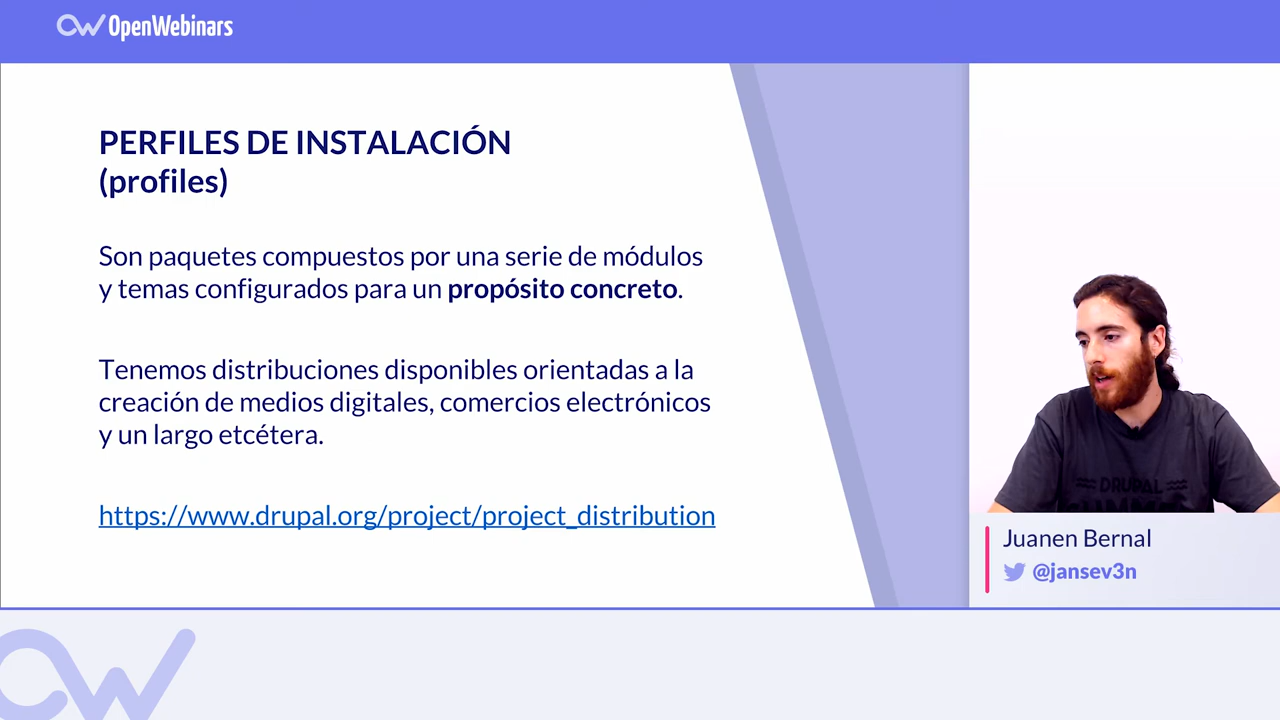 OpenWebinars
PERFILES DE INSTALACIÓN
(profiles)
Son paquetes compuestos por una serie de módulos
y temas configurados para un propósito concreto.
Tenemos distribuciones disponibles orientadas a la
creación de medios digitales, comercios electrónicos
y un largo etcétera.
https://www.drupal.org/project/project_distribution
DRUPAL
Juanen Bernal
@jansev3n